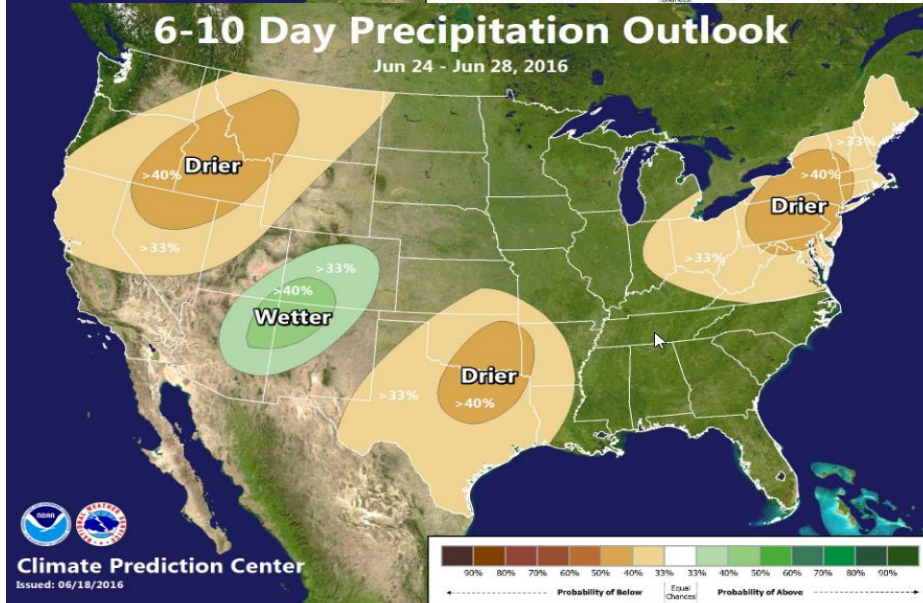 6-10 Day Precipitation Outlook
Jun 24 - Jun 28, 2016
Drier
>40%
>33%
>33%
>40%
Wetter
>33%
Drier
>40%
>33%
>40%
Drier
>33%
NOAA
Climate Prediction Center
Issued: 06/18/2016
90% 80% 70% 60% 50% 40% 33% 33% 40% 50% 60% 70% 80% 90%
Probability of Below
Equal
Chances
Probability of Above